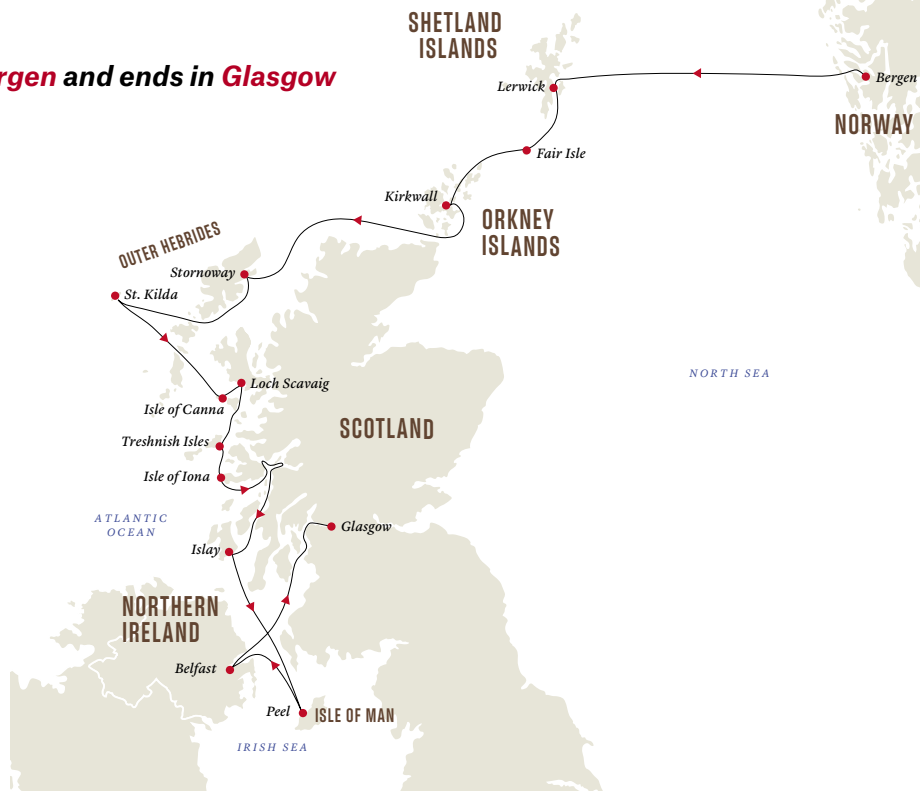 SHETLAND
ISLANDS
rgen and ends in Glasgow
Lerwick
Bergen
NORWAY
Fair Isle
Kirkwall
ORKNEY
ISLANDS
OUTER HEBRIDES
Stornoway
St. Kilda
NORTH SEA
Loch Scavaig
Isle of Canna
SCOTLAND
Treshnish Isles
Isle of Iona
ATLANTIC
OCEAN
Glasgow
Islay
NORTHERN
IRELAND
Belfast
Peel
ISLE OF MAN
IRISH SEA